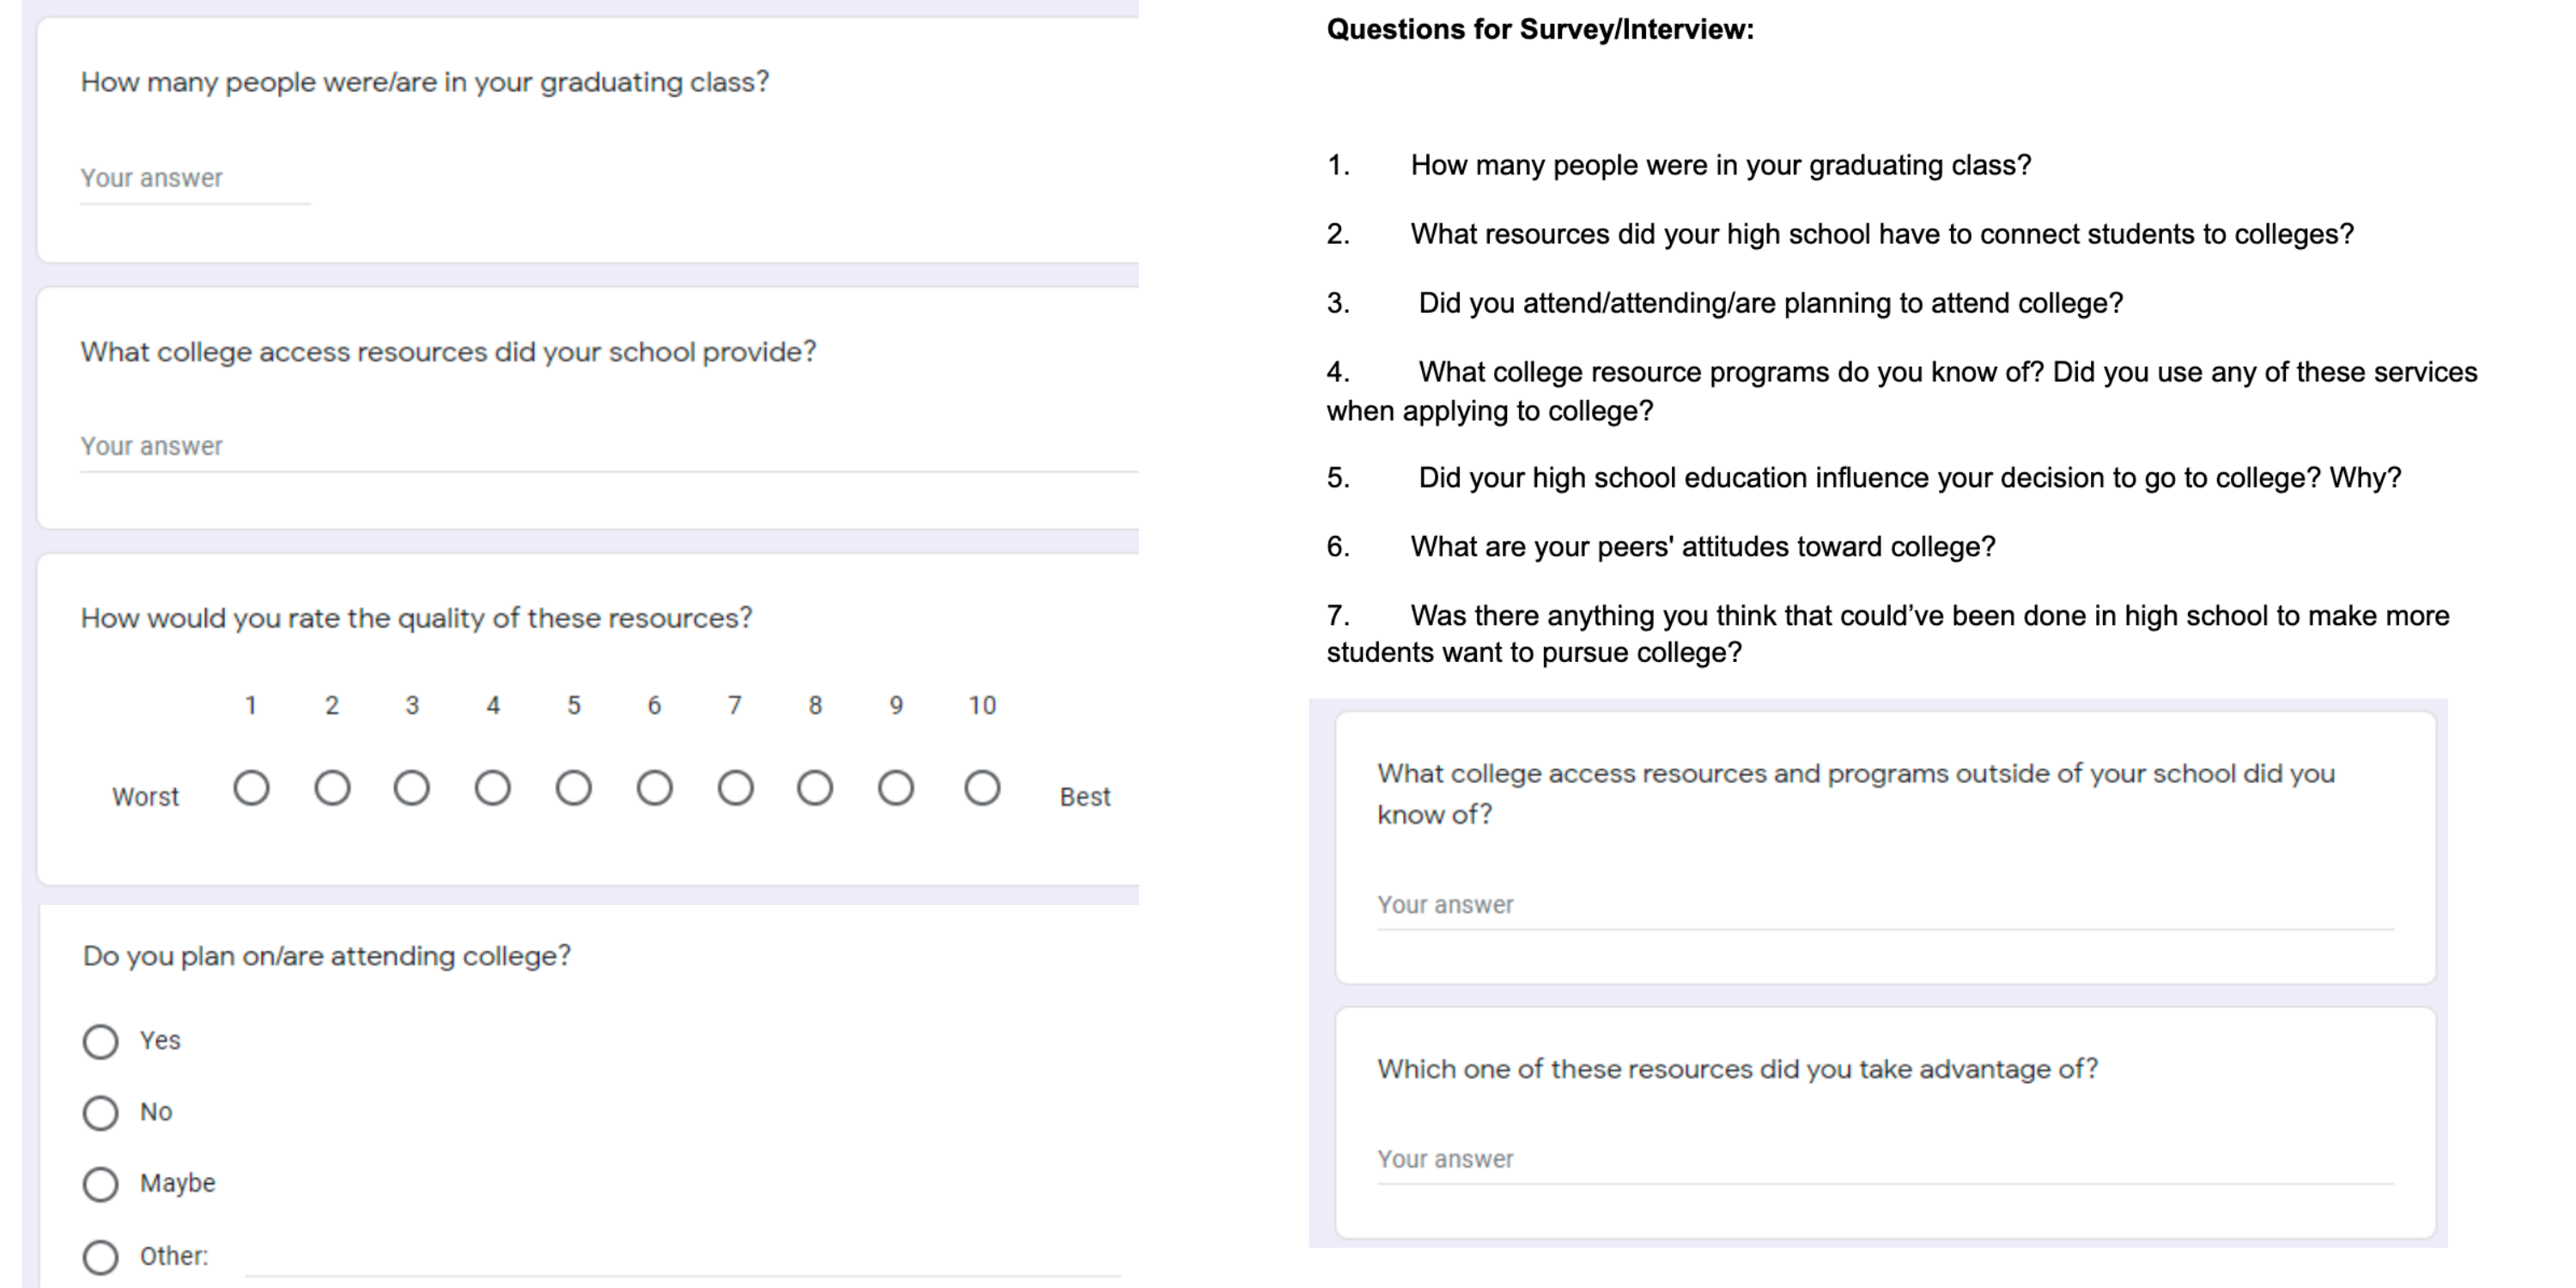 How many people were/are in your graduating class?
Your answer
What college access resources did your school provide?
Your answer
How would you rate the quality of these resources?
1 2 3 4 5 6 7 8 9 10
Worst Best
Do you plan on/are attending college?
Yes
No
Maybe
Other:
Questions for Survey/Interview:
1. How many people were in your graduating class?
2. What resources did your high school have to connect students to colleges?
3. Did you attend/attending/are planning to attend college?
4. What college resource programs do you know of? Did you use any of these services
when applying to college?
5. Did your high school education influence your decision to go to college? Why?
6. What are your peers' attitudes toward college?
7. Was there anything you think that could’ve been done in high school to make more
students want to pursue college?
What college access resources and programs outside of your school did you
know of?
Your answer
Which one of these resources did you take advantage of?
Your answer